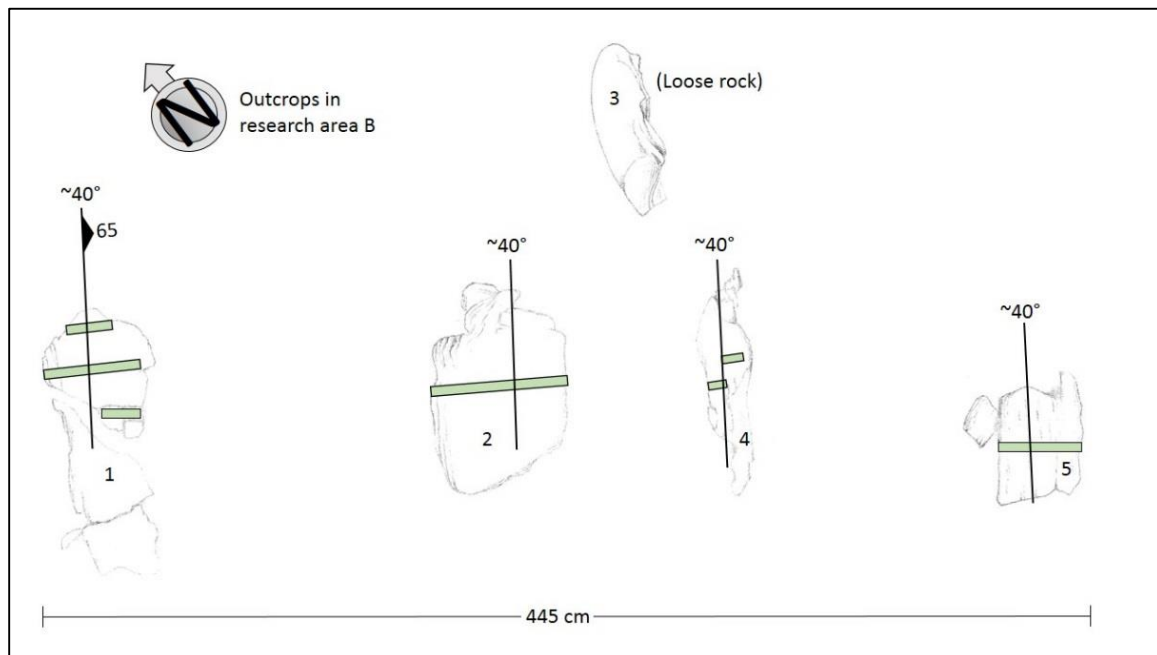 N
Outcrops in
research area B
3
(Loose rock)
~40°
65
1
~40°
2
~40°
4
~40°
5
445 cm